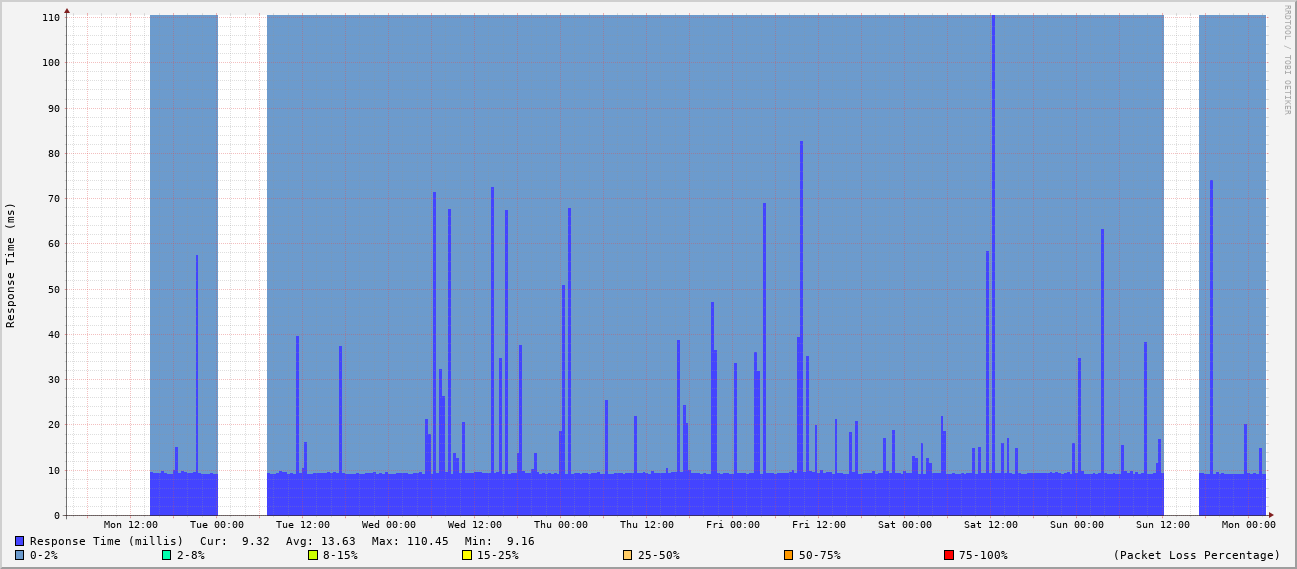 RRDTOOL / TOBI OETIKER
Response Time (ms)
110
100
90
80
70
60
50
40
30
20
10
0
Mon 12:00 Tue 00:00 Tue 12:00 Wed 00:00 Wed 12:00 Thu 00:00 Thu 12:00 Fri 00:00 Fri 12:00 Sat 00:00 Sat 12:00 Sun 00:00 Sun 12:00 Mon 00:00
Response Time (millis) Cur: 9.32 Avg: 13.63 Max: 110.45 Min: 9.16
0-2% 2-8% 8-15% 15-25% 25-50% 50-75% 75-100% (Packet Loss Percentage)